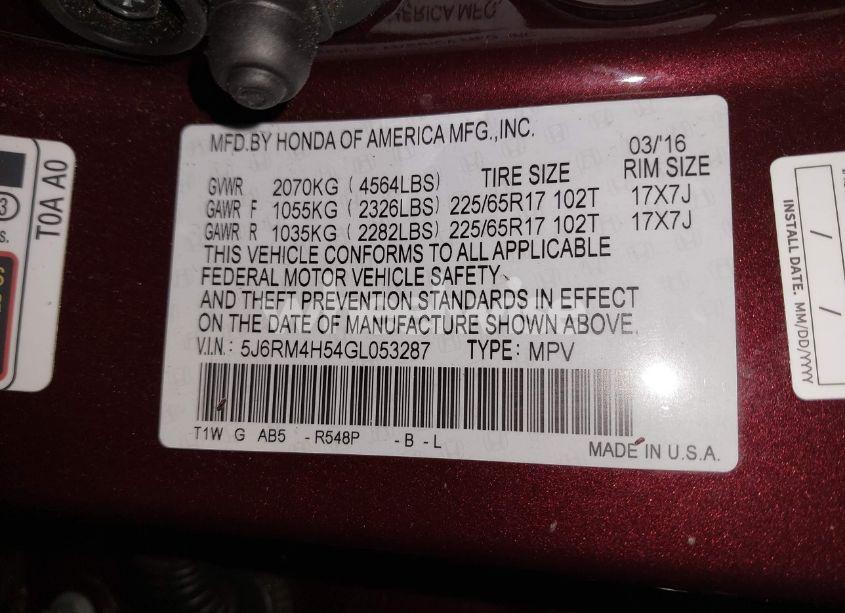 AMERICA MFG.
MFD.BY HONDA OF AMERICA MFG.,INC.
03/'16
GVWR 2070KG ( 4564LBS) TIRE SIZE RIM SIZE
GAWR F 1055KG ( 2326LBS) 225/65R17 102T 17X7J
GAWR R 1035KG ( 2282LBS) 225/65R17 102T 17X7J
THIS VEHICLE CONFORMS TO ALL APPLICABLE
FEDERAL MOTOR VEHICLE SAFETY
AND THEFT PREVENTION STANDARDS IN EFFECT
ON THE DATE OF MANUFACTURE SHOWN ABOVE.
V.I.N.: 5J6RM4H54GL053287 TYPE: MPV
T1W G AB5 - R548P - B - L
MADE IN U.S.A.
T0A A0
3
INSTALL DATE. MM/DD/YYYY
/ /